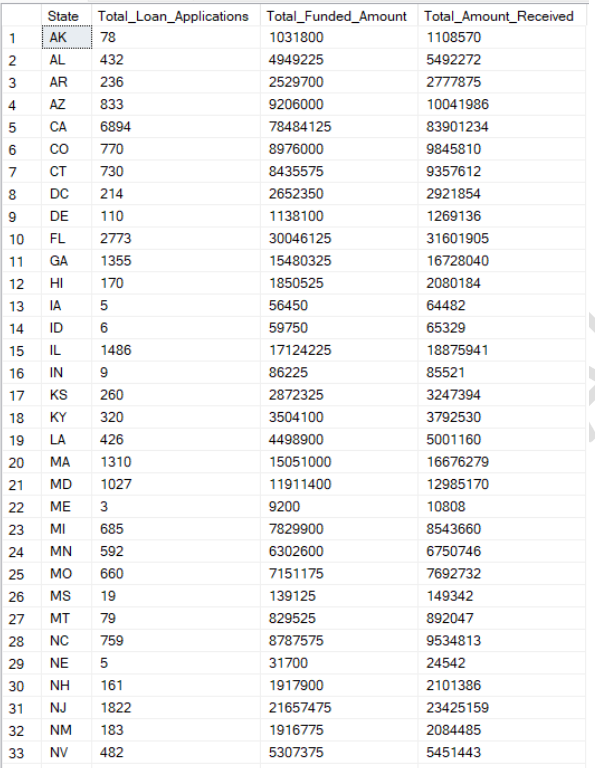 State Total_Loan_Applications Total_Funded_Amount Total_Amount_Received
1 AK 78 1031800 1108570
2 AL 432 4949225 5492272
3 AR 236 2529700 2777875
4 AZ 833 9206000 10041986
5 CA 6894 78484125 83901234
6 CO 770 8976000 9845810
7 CT 730 8435575 9357612
8 DC 214 2652350 2921854
9 DE 110 1138100 1269136
10 FL 2773 30046125 31601905
11 GA 1355 15480325 16728040
12 HI 170 1850525 2080184
13 IA 5 56450 64482
14 ID 6 59750 65329
15 IL 1486 17124225 18875941
16 IN 9 86225 85521
17 KS 260 2872325 3247394
18 KY 320 3504100 3792530
19 LA 426 4498900 5001160
20 MA 1310 15051000 16676279
21 MD 1027 11911400 12985170
22 ME 3 9200 10808
23 MI 685 7829900 8543660
24 MN 592 6302600 6750746
25 MO 660 7151175 7692732
26 MS 19 139125 149342
27 MT 79 829525 892047
28 NC 759 8787575 9534813
29 NE 5 31700 24542
30 NH 161 1917900 2101386
31 NJ 1822 21657475 23425159
32 NM 183 1916775 2084485
33 NV 482 5307375 5451443